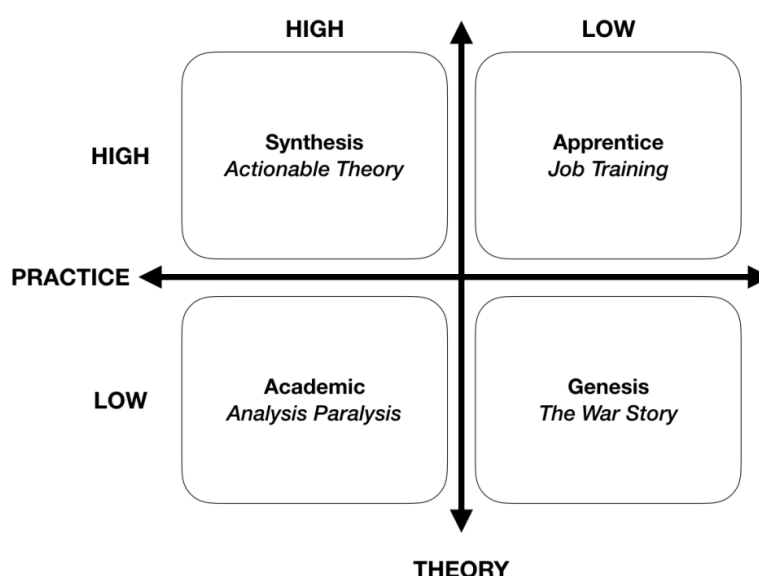 HIGH
LOW
HIGH
Synthesis
Actionable Theory
Apprentice
Job Training
PRACTICE
LOW
Academic
Analysis Paralysis
Genesis
The War Story
THEORY